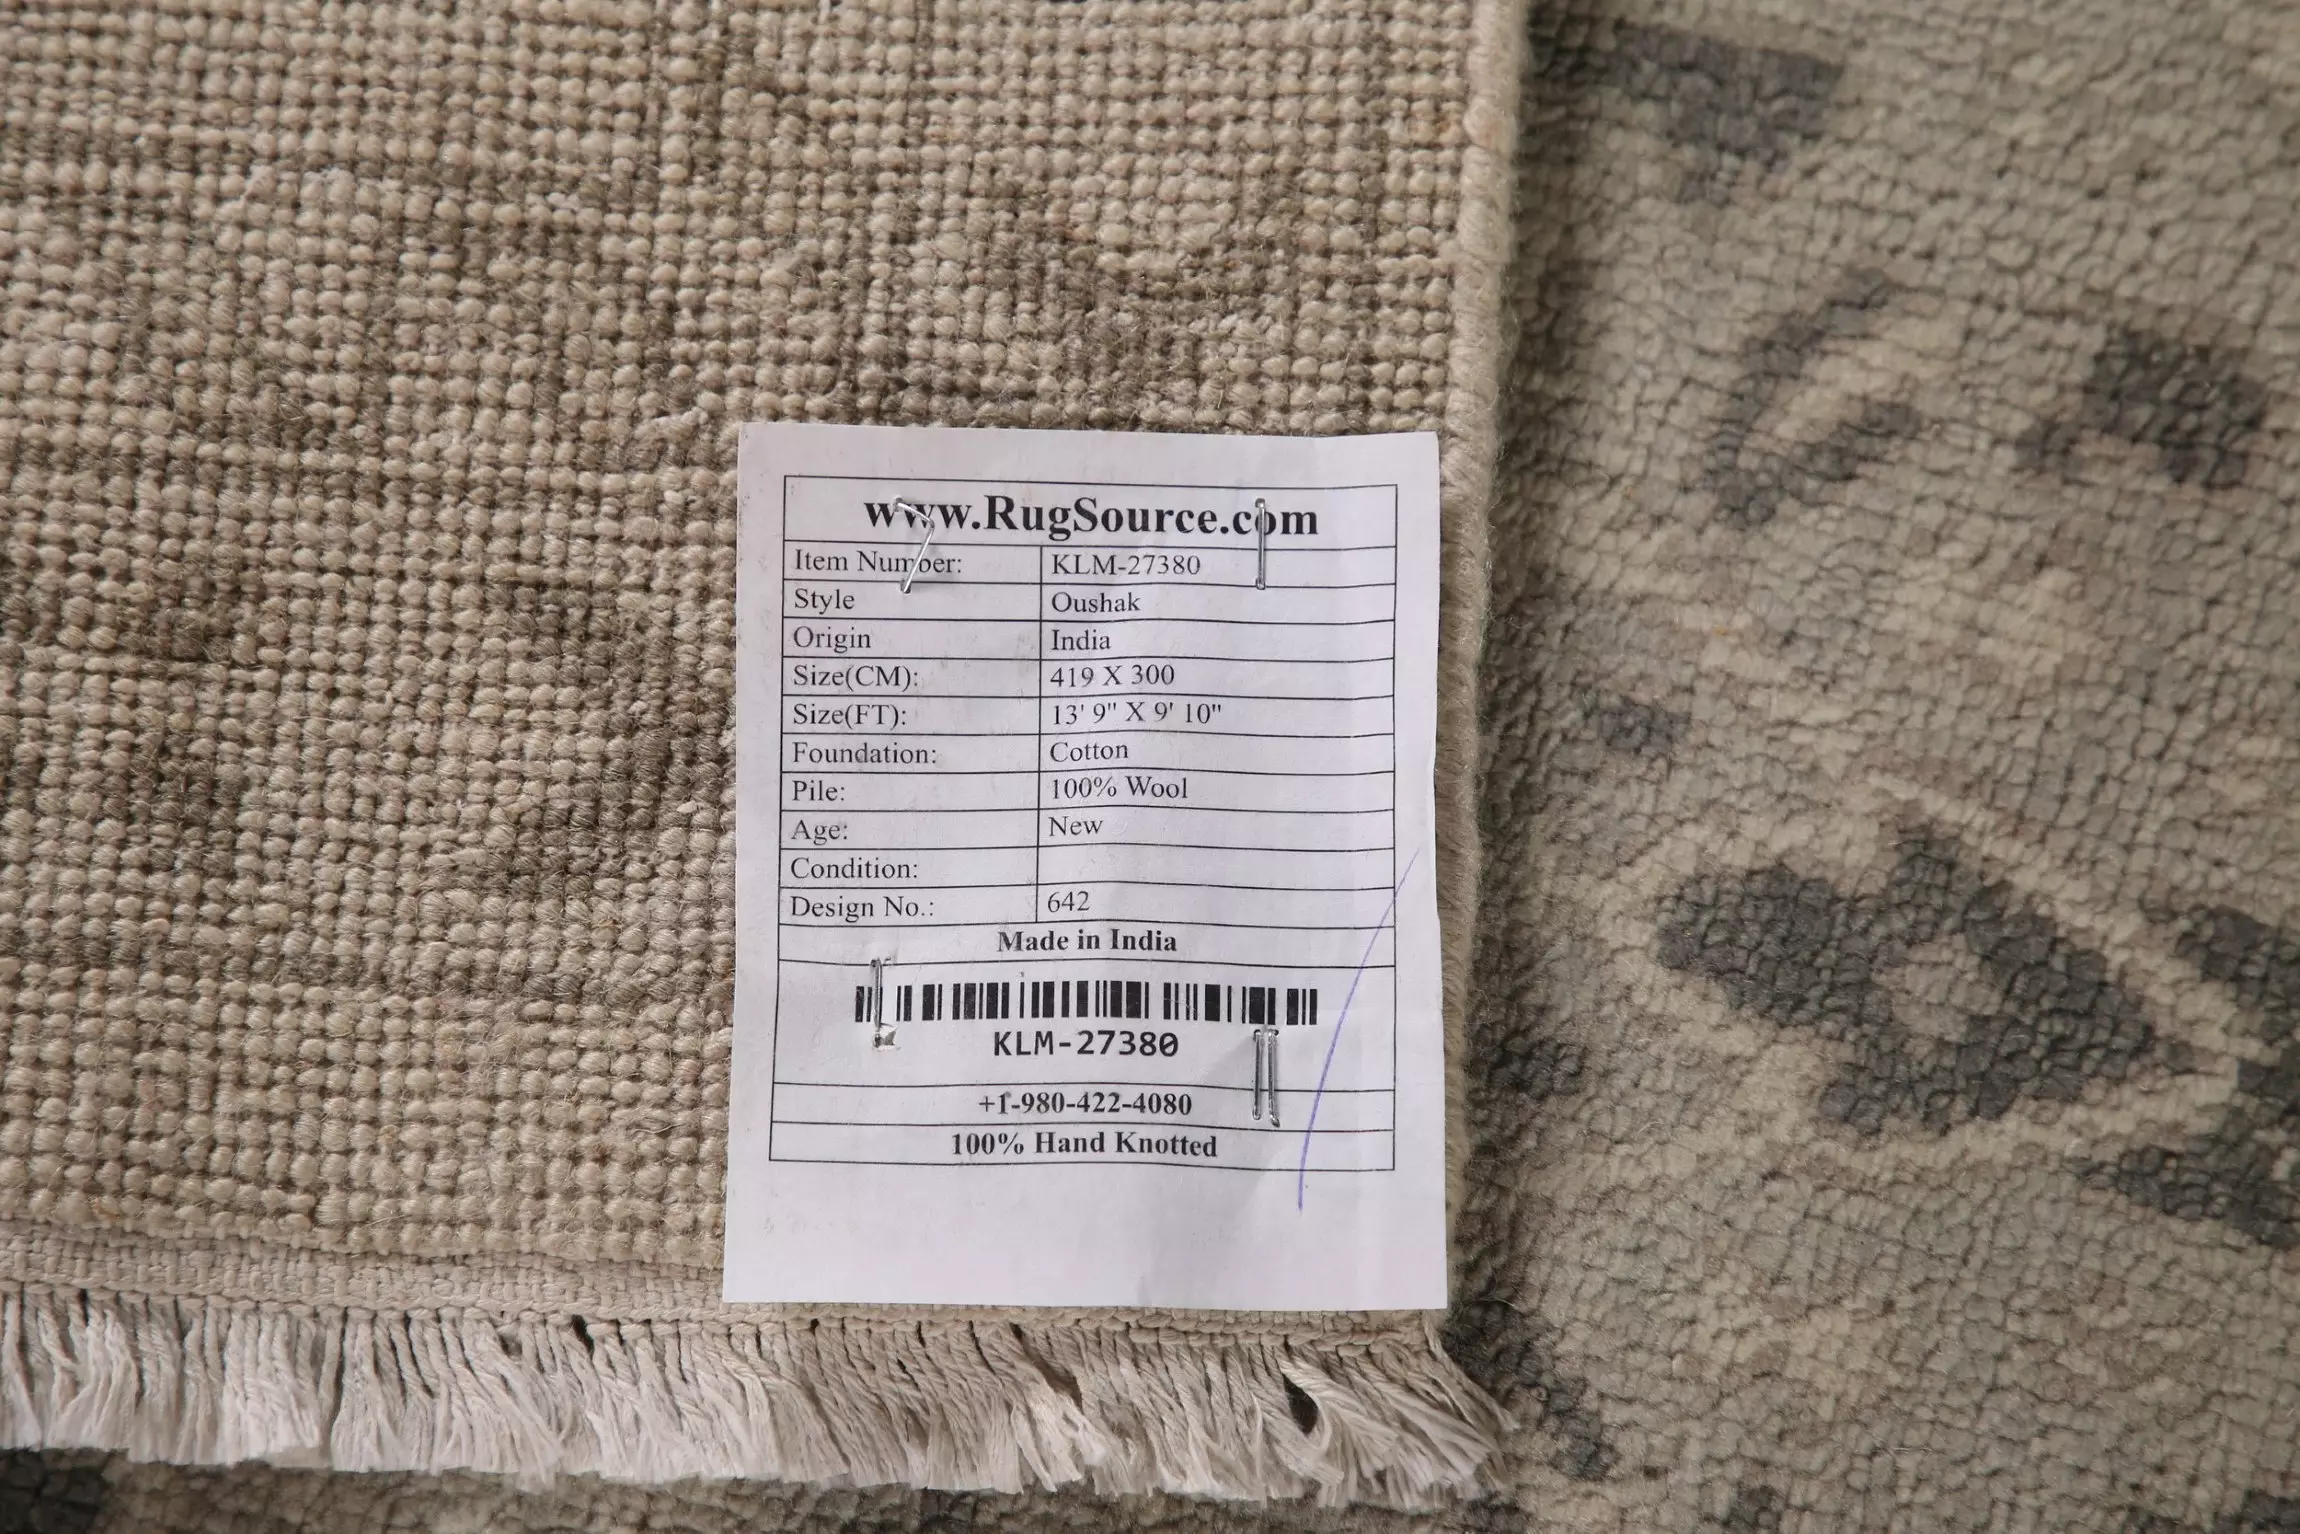 www.RugSource.com
Item Number: KLM-27380
Style Oushak
Origin India
Size(CM): 419 X 300
Size(FT): 13' 9" X 9' 10"
Foundation: Cotton
Pile: 100% Wool
Age: New
Condition:
Design No.: 642
Made in India
KLM-27380
+1-980-422-4080
100% Hand Knotted